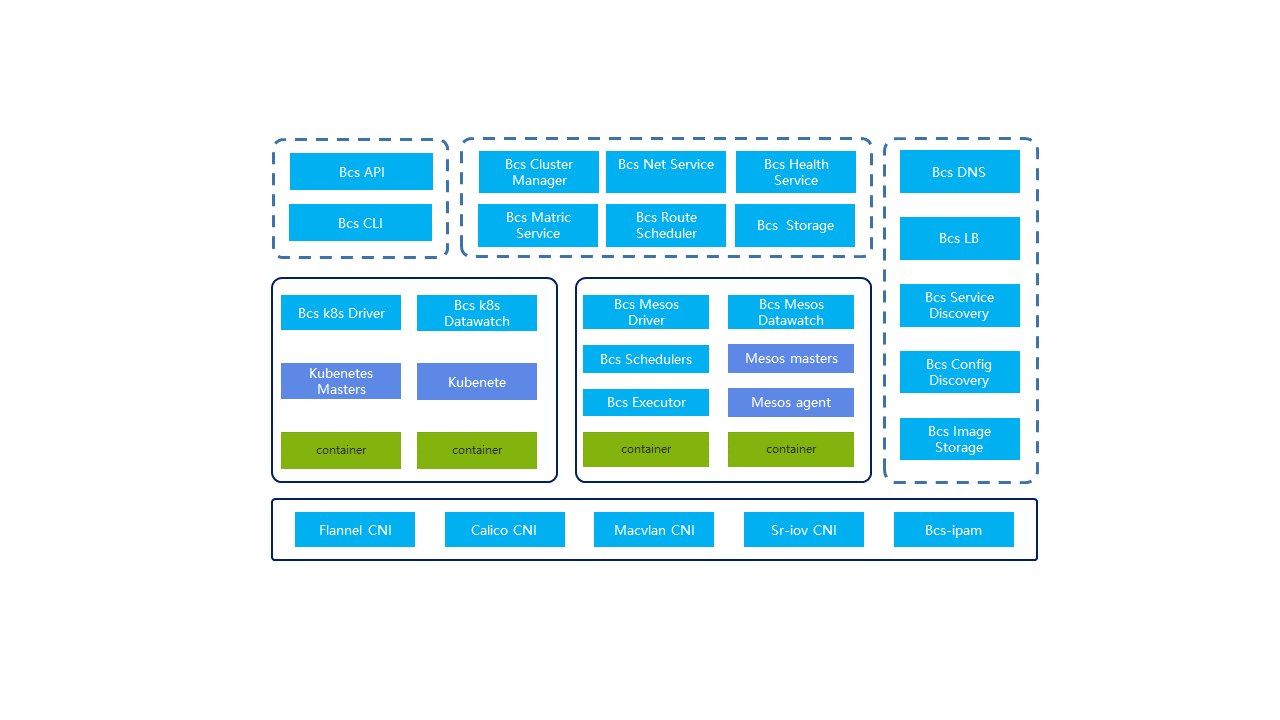 Bcs API
Bcs CLI
Bcs Cluster
Manager
Bcs Net Service
Bcs Health
Service
Bcs Matric
Service
Bcs Route
Scheduler
Bcs  Storage
Bcs DNS
Bcs LB
Bcs Service
Discovery
Bcs Config
Discovery
Bcs Image
Storage
Bcs k8s Driver
Bcs k8s
Datawatch
Kubenetes
Masters
Kubenete
container
container
Bcs Mesos
Driver
Bcs Mesos
Datawatch
Bcs Schedulers
Mesos masters
Bcs Executor
Mesos agent
container
container
Flannel CNI
Calico CNI
Macvlan CNI
Sr-iov CNI
Bcs-ipam